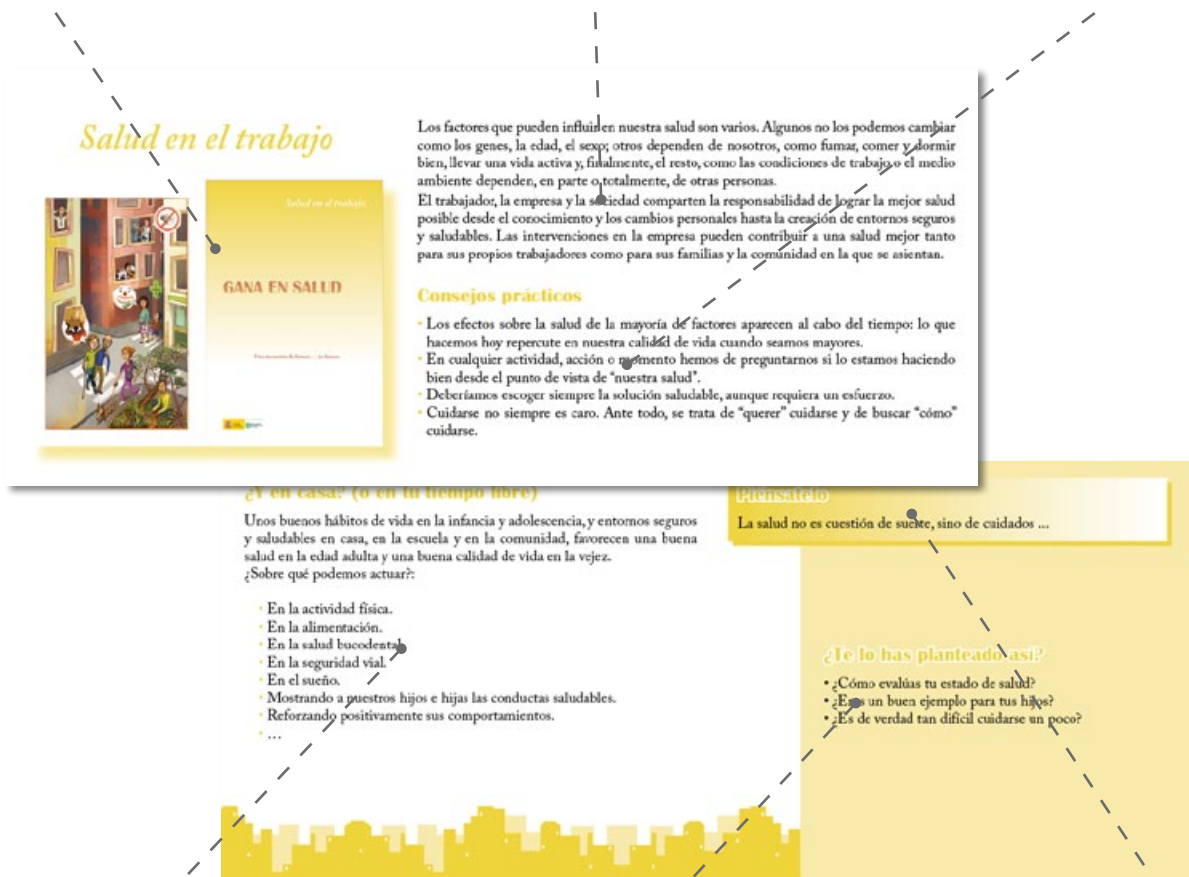 Salud en el trabajo
Salud en el trabajo
GANA EN SALUD
Los factores que pueden influir en nuestra salud son varios. Algunos no los podemos cambiar
como los genes, la edad, el sexo; otros dependen de nosotros, como fumar, comer y dormir
bien, llevar una vida activa y, finalmente, el resto, como las condiciones de trabajo o el medio
ambiente dependen, en parte o totalmente, de otras personas.
El trabajador, la empresa y la sociedad comparten la responsabilidad de lograr la mejor salud
posible desde el conocimiento y los cambios personales hasta la creación de entornos seguros
y saludables. Las intervenciones en la empresa pueden contribuir a una salud mejor tanto
para sus propios trabajadores como para sus familias y la comunidad en la que se asientan.
Consejos prácticos
· Los efectos sobre la salud de la mayoría de factores aparecen al cabo del tiempo: lo que
hacemos hoy repercute en nuestra calidad de vida cuando seamos mayores.
· En cualquier actividad, acción o momento hemos de preguntarnos si lo estamos haciendo
bien desde el punto de vista de "nuestra salud".
· Deberíamos escoger siempre la solución saludable, aunque requiera un esfuerzo.
· Cuidarse no siempre es caro. Ante todo, se trata de "querer" cuidarse y de buscar "cómo"
cuidarse.
¿Y en casa? (o en tu tiempo libre)
Unos buenos hábitos de vida en la infancia y adolescencia, y entornos seguros
y saludables en casa, en la escuela y en la comunidad, favorecen una buena
salud en la edad adulta y una buena calidad de vida en la vejez.
¿Sobre qué podemos actuar?:
· En la actividad física.
· En la alimentación.
· En la salud bucodental.
· En la seguridad vial.
· En el sueño.
· Mostrando a nuestros hijos e hijas las conductas saludables.
· Reforzando positivamente sus comportamientos.
· ...
Piénsatelo
La salud no es cuestión de suerte, sino de cuidados ...
¿Te lo has planteado así?
• ¿Cómo evalúas tu estado de salud?
• ¿Eres un buen ejemplo para tus hijos?
• ¿Es de verdad tan difícil cuidarse un poco?